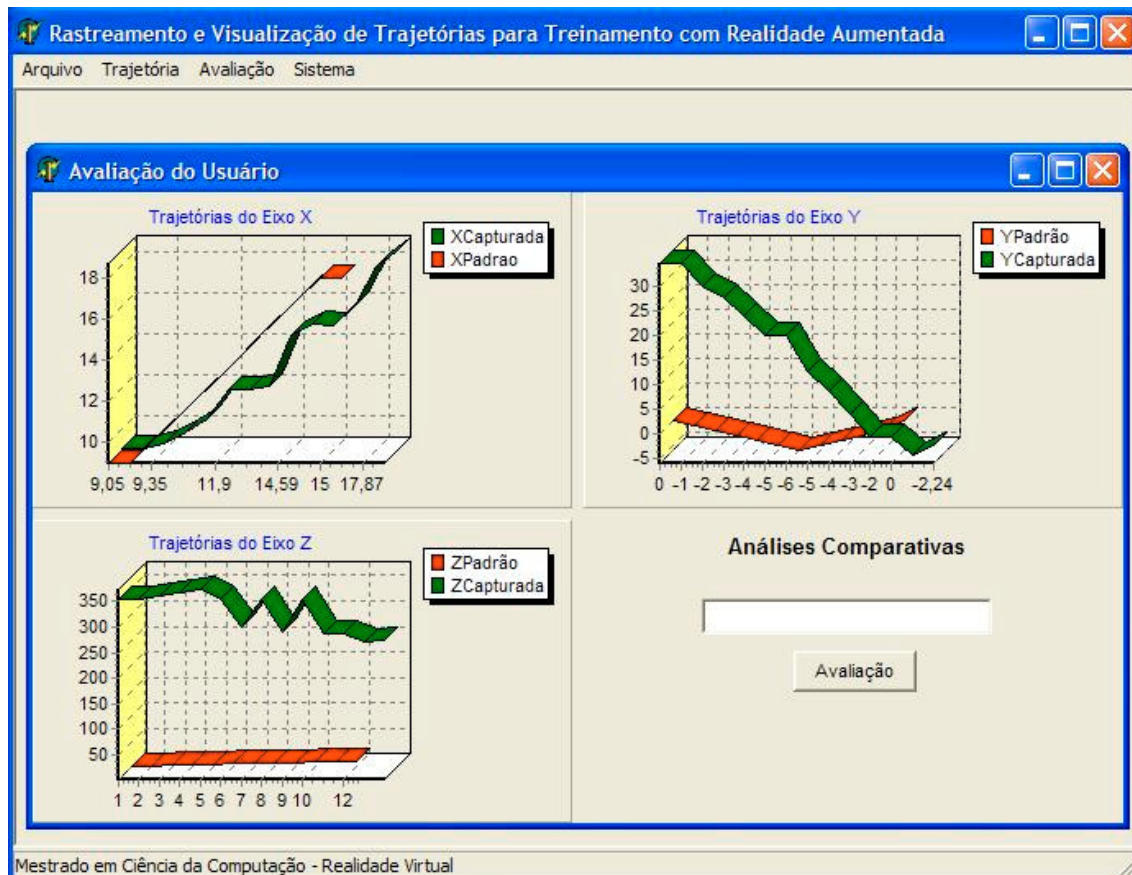 Rastreamento e Visualização de Trajetórias para Treinamento com Realidade Aumentada
Arquivo Trajetória Avaliação Sistema
Avaliação do Usuário
Trajetórias do Eixo X
XCapturada
XPadrao
18
16
14
12
10
9,05 9,35 11,9 14,59 15 17,87
Trajetórias do Eixo Y
YPadrão
YCapturada
30
25
20
15
10
5
0
-5
0 -1 -2 -3 -4 -5 -6 -5 -4 -3 -2 0 -2,24
Trajetórias do Eixo Z
ZPadrão
ZCapturada
350
300
250
200
150
100
50
1 2 3 4 5 6 7 8 9 10 12
Análises Comparativas
Avaliação
Mestrado em Ciência da Computação - Realidade Virtual